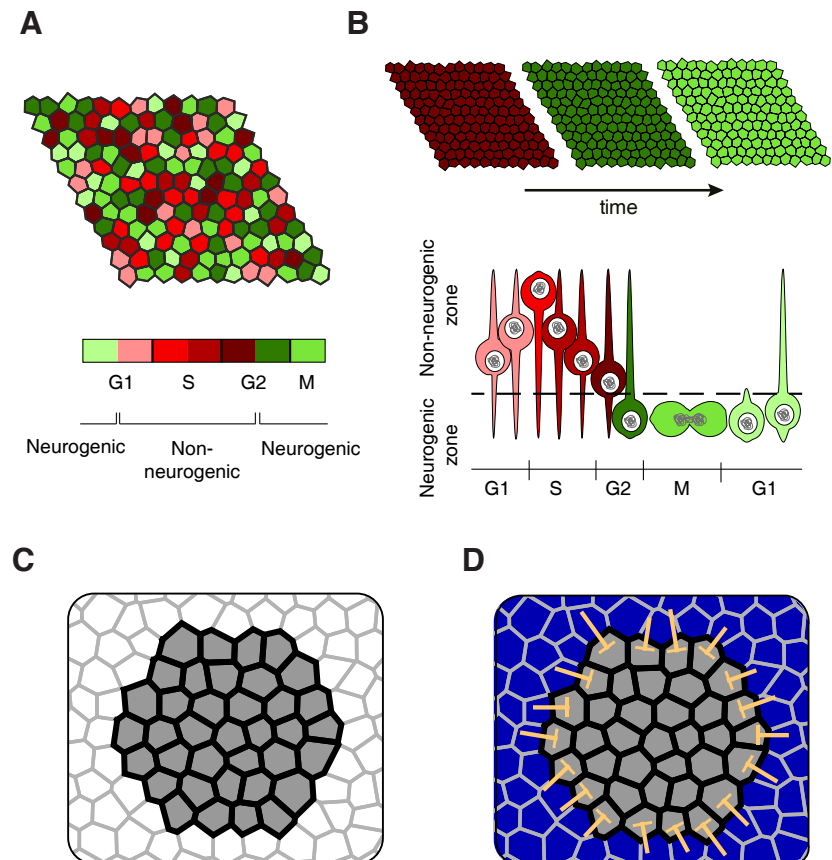 A
B
time
G1 S G2 M
Neurogenic
Non-
neurogenic
Neurogenic
Non-neurogenic
zone
Neurogenic
zone
G1 S G2 M G1
C
D